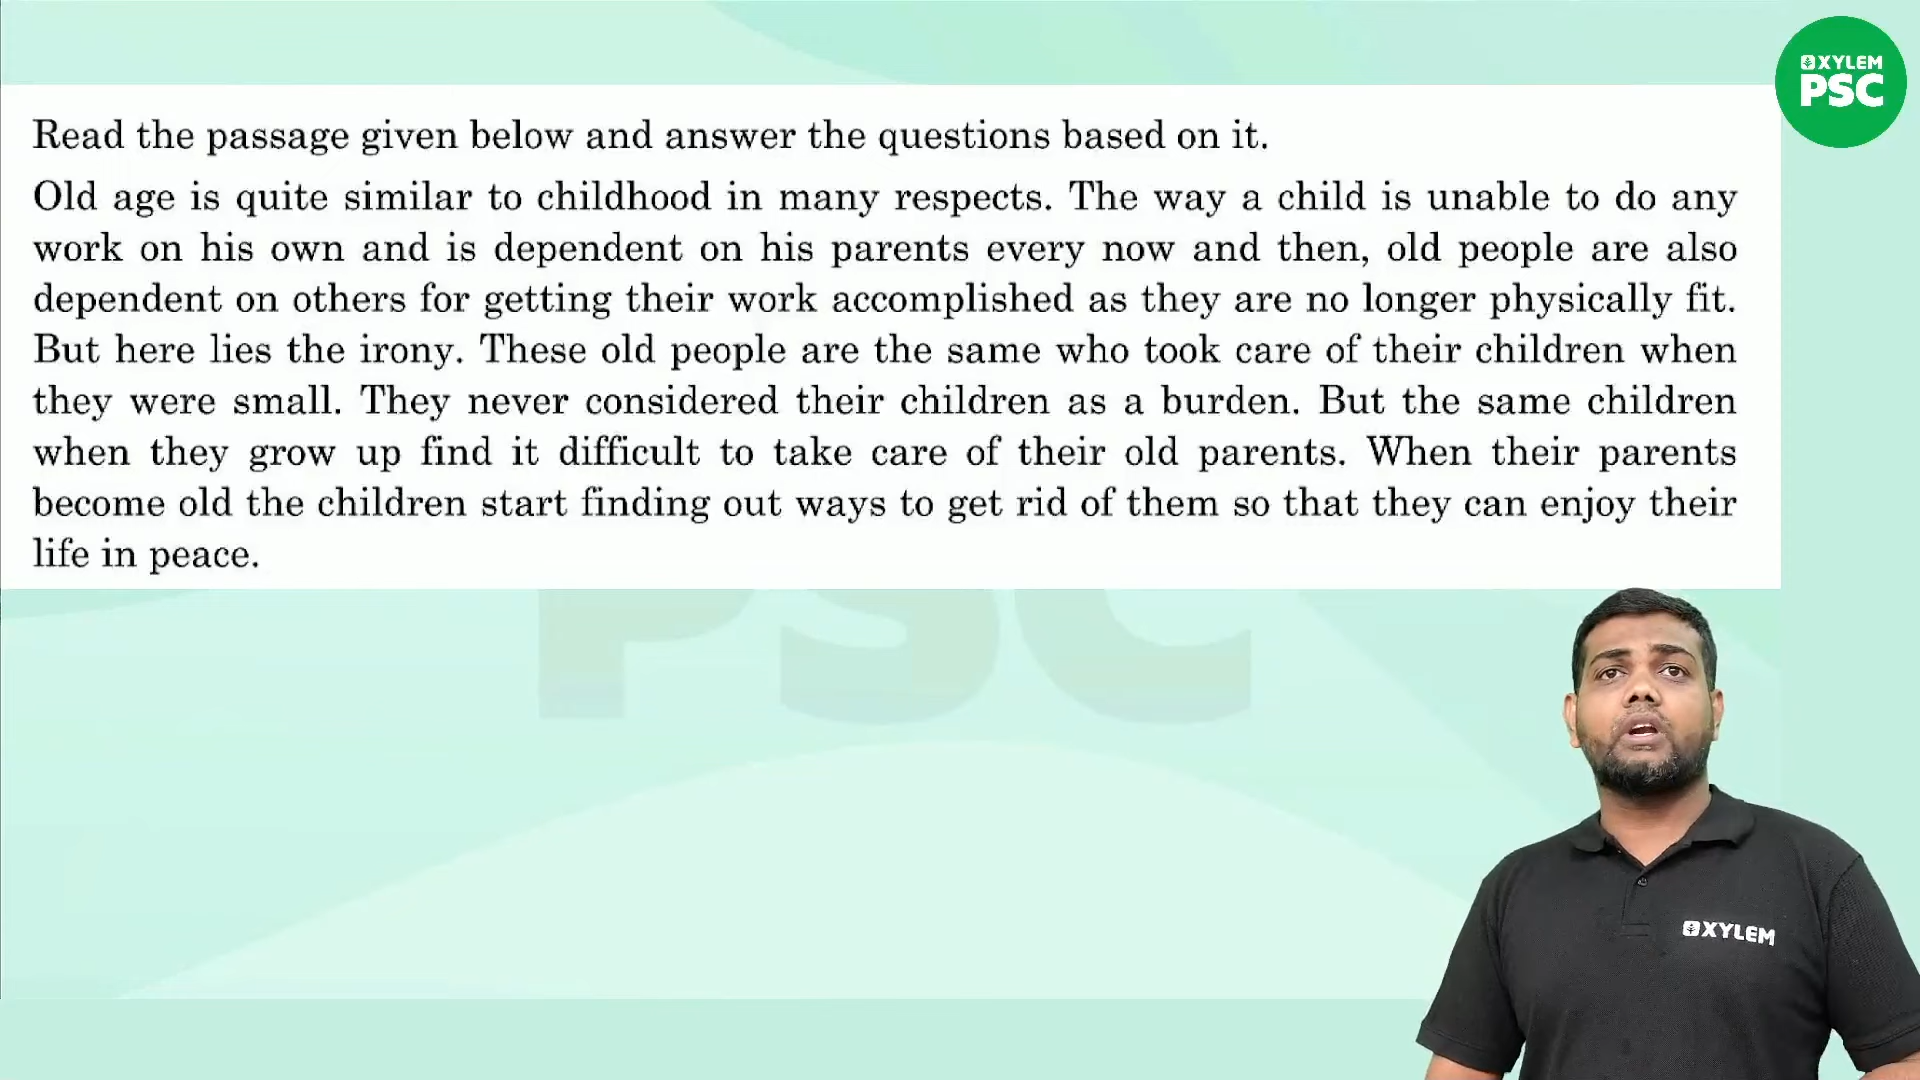 XYLEM
PSC
Read the passage given below and answer the questions based on it.
Old age is quite similar to childhood in many respects. The way a child is unable to do any
work on his own and is dependent on his parents every now and then, old people are also
dependent on others for getting their work accomplished as they are no longer physically fit.
But here lies the irony. These old people are the same who took care of their children when
they were small. They never considered their children as a burden. But the same children
when they grow up find it difficult to take care of their old parents. When their parents
become old the children start finding out ways to get rid of them so that they can enjoy their
life in peace.
PSC
XYLEM